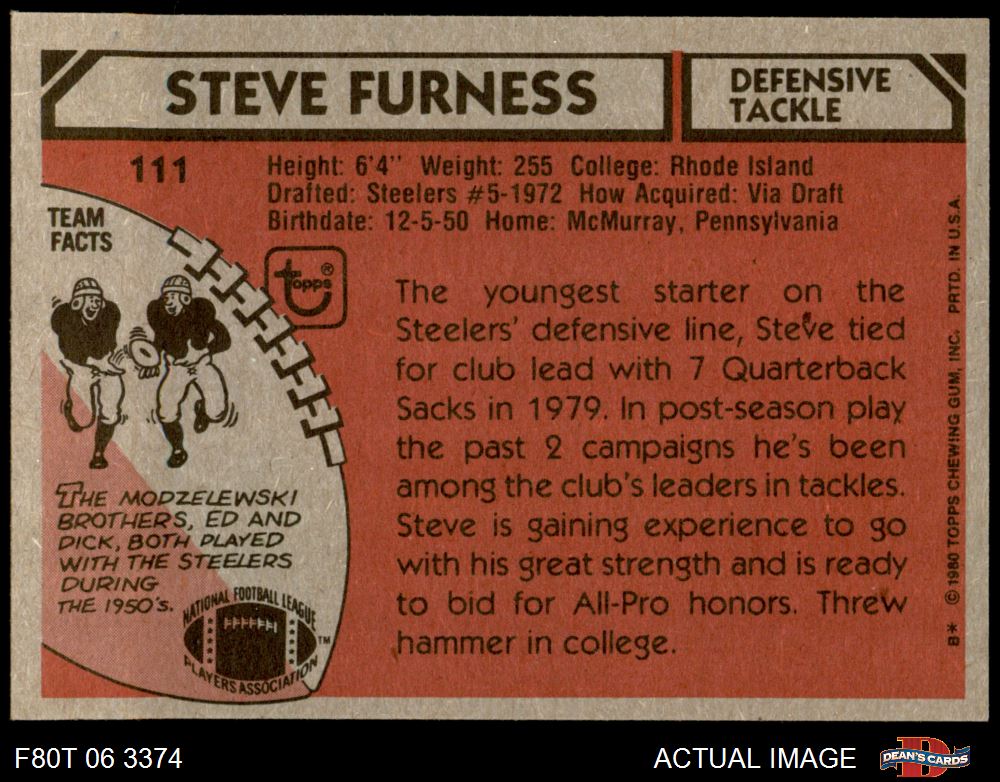 STEVE FURNESS
DEFENSIVE
TACKLE
111
Height: 6'4" Weight: 255 College: Rhode Island
Drafted: Steelers #5-1972 How Acquired: Via Draft
Birthdate: 12-5-50 Home: McMurray, Pennsylvania
TEAM
FACTS
Topps®
The youngest starter on the
Steelers' defensive line, Steve tied
for club lead with 7 Quarterback
Sacks in 1979. In post-season play
the past 2 campaigns he's been
among the club's leaders in tackles.
Steve is gaining experience to go
with his great strength and is ready
to bid for All-Pro honors. Threw
hammer in college.
THE MODZELEWSKI
BROTHERS, ED AND
DICK, BOTH PLAYED
WITH THE STEELERS
DURING
THE 1950's.
NATIONAL FOOTBALL LEAGUE
PLAYERS ASSOCIATION
TM
B* © 1980 TOPPS CHEWING GUM, INC. PRTD. IN U.S.A.
F80T 06 3374
ACTUAL IMAGE
D
DEAN'S CARDS